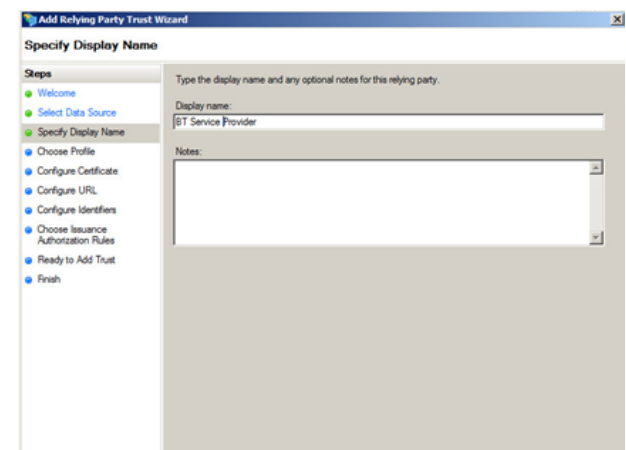 Add Relying Party Trust Wizard
Specify Display Name
Steps
Welcome
Select Data Source
Specify Display Name
Choose Profile
Configure Certificate
Configure URL
Configure Identifiers
Choose Issuance
Authorization Rules
Ready to Add Trust
Finish
Type the display name and any optional notes for this relying party.
Display name:
BT Service Provider
Notes: